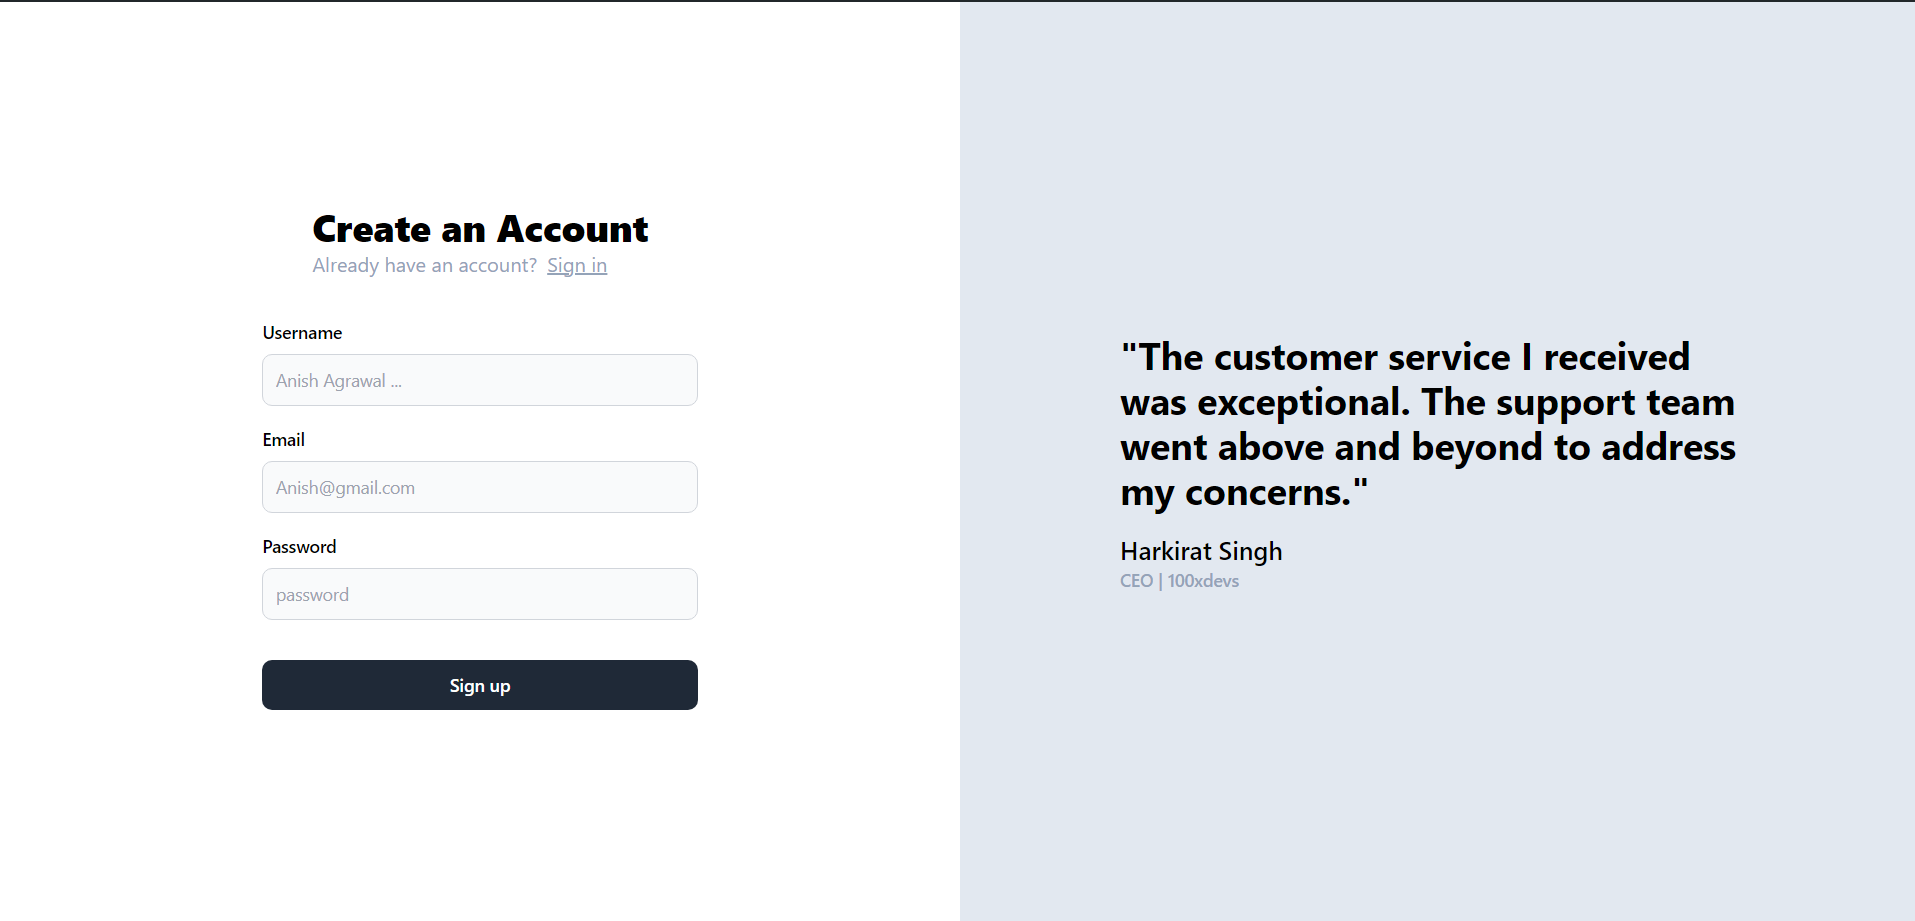 Create an Account
Already have an account? Sign in
Username
Anish Agrawal ...
Email
Anish@gmail.com
Password
password
Sign up
"The customer service I received
was exceptional. The support team
went above and beyond to address
my concerns."
Harkirat Singh
CEO | 100xdevs